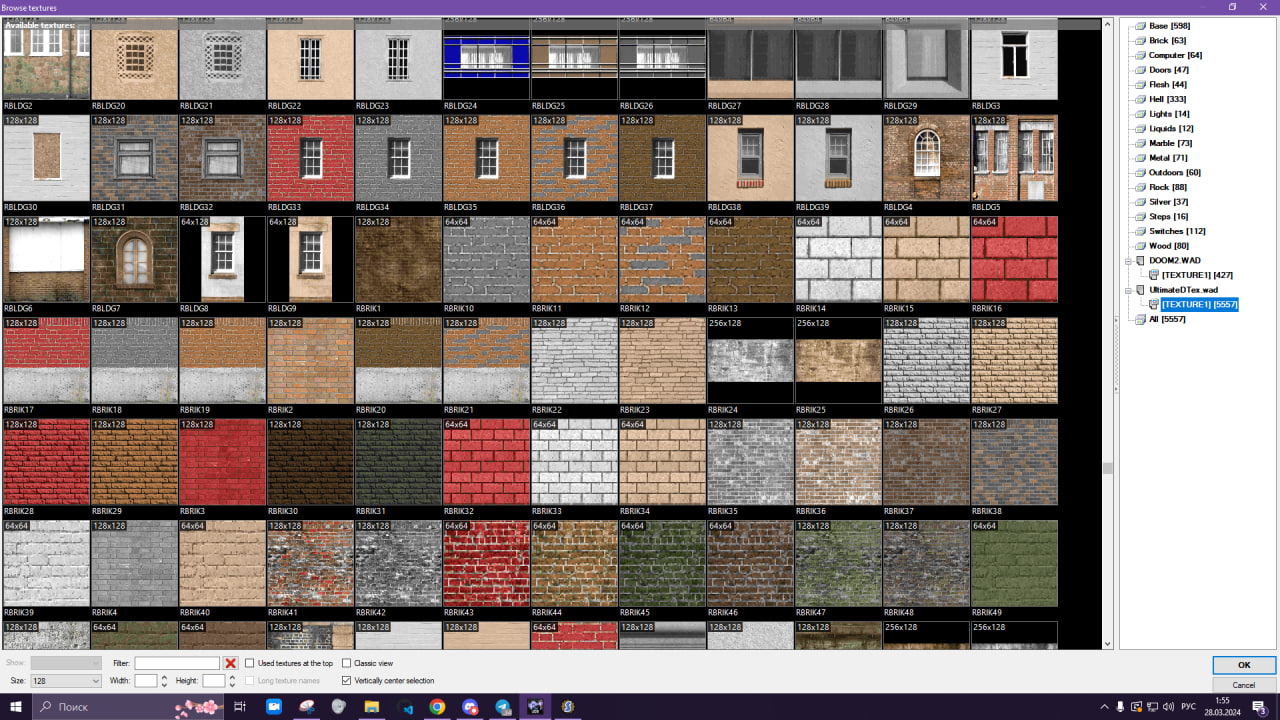 Browse textures
Available textures:
256x128 256x128 256x128 64x128 64x128
RBLDG2 RBLDG20 RBLDG21 RBLDG22 RBLDG23 RBLDG24 RBLDG25 RBLDG26 RBLDG27 RBLDG28 RBLDG29 RBLDG3
128x128 128x128 128x128 128x128 128x128 128x128 128x128 128x128 128x128 128x128 128x128
RBLDG30 RBLDG31 RBLDG32 RBLDG33 RBLDG34 RBLDG35 RBLDG36 RBLDG37 RBLDG38 RBLDG39 RBLDG4 RBLDG5
128x128 128x128 64x128 64x128 128x128 64x64 64x64 64x64 64x64 64x64 64x64 64x64
RBLDG6 RBLDG7 RBLDG8 RBLDG9 RBRIK1 RBRIK10 RBRIK11 RBRIK12 RBRIK13 RBRIK14 RBRIK15 RBRIK16
128x128 128x128 128x128 128x128 128x128 128x128 128x128 128x128 256x128 256x128 128x128 128x128
RBRIK17 RBRIK18 RBRIK19 RBRIK2 RBRIK20 RBRIK21 RBRIK22 RBRIK23 RBRIK24 RBRIK25 RBRIK26 RBRIK27
128x128 128x128 128x128 128x128 128x128 64x64 64x64 64x64 128x128 128x128 128x128 128x128
RBRIK28 RBRIK29 RBRIK3 RBRIK30 RBRIK31 RBRIK32 RBRIK33 RBRIK34 RBRIK35 RBRIK36 RBRIK37 RBRIK38
64x64 128x128 64x64 128x128 128x128 64x64 64x64 64x64 64x64 128x128 128x128 64x64
RBRIK39 RBRIK4 RBRIK40 RBRIK41 RBRIK42 RBRIK43 RBRIK44 RBRIK45 RBRIK46 RBRIK47 RBRIK48 RBRIK49
128x128 64x64 64x64 128x128 128x128 128x128 64x64 128x128 128x128 128x128 256x128 256x128
Base [598]
Brick [63]
Computer [64]
Doors [47]
Flesh [44]
Hell [333]
Lights [14]
Liquids [12]
Marble [73]
Metal [71]
Outdoors [60]
Rock [88]
Silver [37]
Steps [16]
Switches [112]
Wood [80]
DOOM2.WAD
[TEXTURE1] [427]
UltimateDTex.wad
[TEXTURE1] [5557]
All [5557]
Show: Filter: Used textures at the top Classic view
Size: 128 Width: Height: Long texture names Vertically center selection
OK
Cancel
Поиск
РУС
1:55
28.03.2024
3